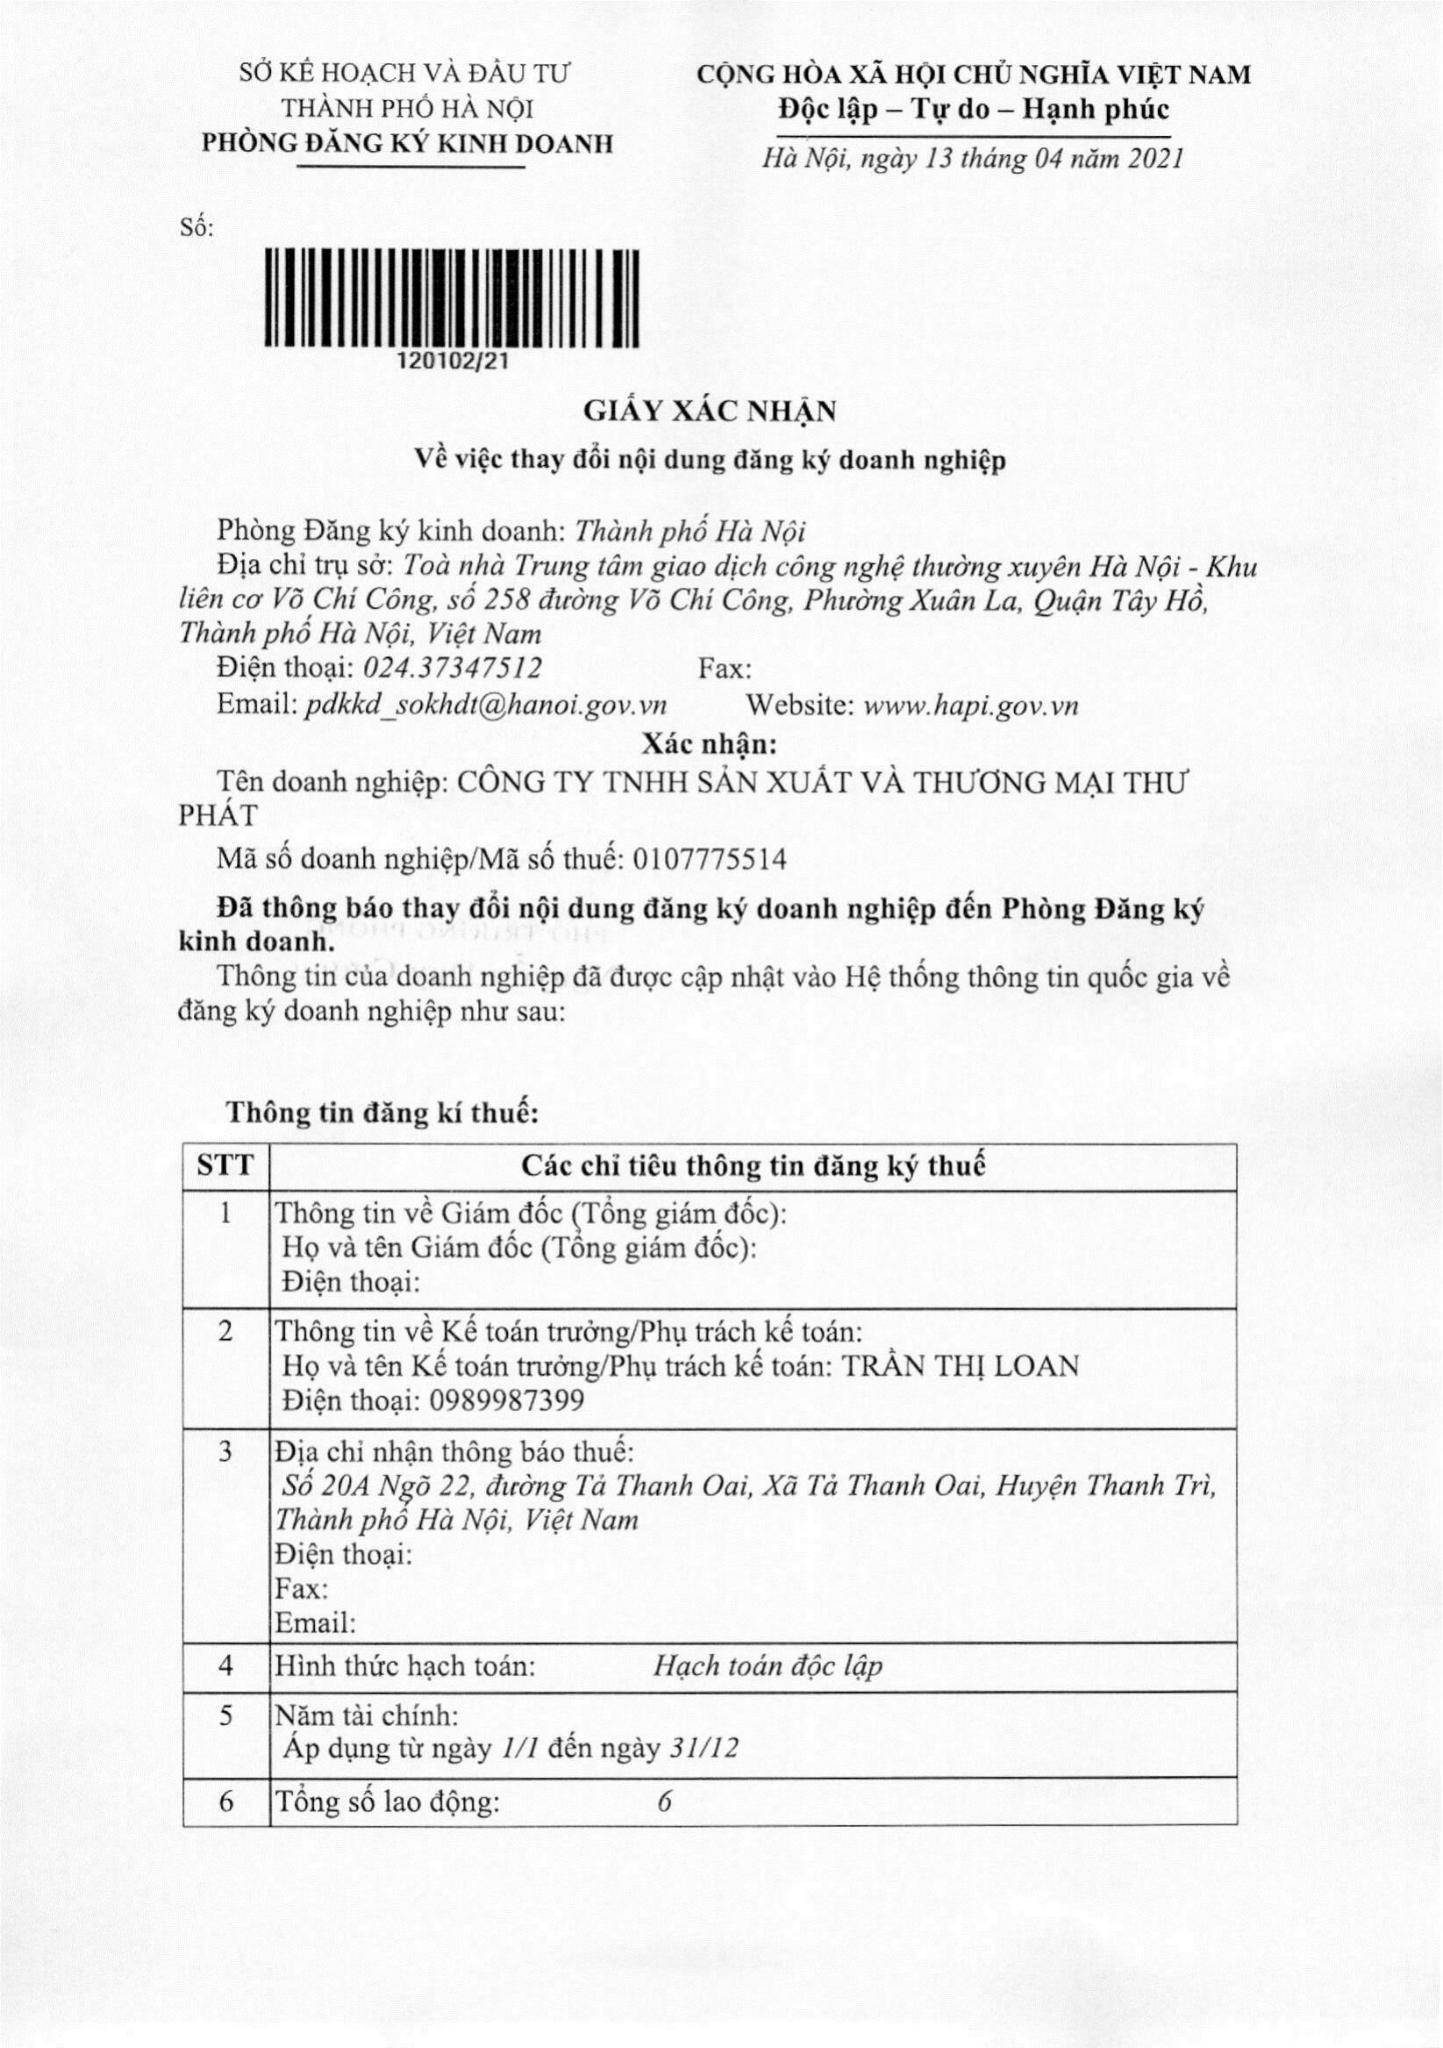 SỞ KẾ HOẠCH VÀ ĐẦU TƯ
THÀNH PHỐ HÀ NỘI
PHÒNG ĐĂNG KÝ KINH DOANH
CỘNG HÒA XÃ HỘI CHỦ NGHĨA VIỆT NAM
Độc lập – Tự do – Hạnh phúc
Hà Nội, ngày 13 tháng 04 năm 2021
Số:
120102/21
GIẤY XÁC NHẬN
Về việc thay đổi nội dung đăng ký doanh nghiệp
Phòng Đăng ký kinh doanh: Thành phố Hà Nội
Địa chỉ trụ sở: Toà nhà Trung tâm giao dịch công nghệ thường xuyên Hà Nội - Khu
liên cơ Võ Chí Công, số 258 đường Võ Chí Công, Phường Xuân La, Quận Tây Hồ,
Thành phố Hà Nội, Việt Nam
Điện thoại: 024.37347512 Fax:
Email: pdkkd_sokhdt@hanoi.gov.vn Website: www.hapi.gov.vn
Xác nhận:
Tên doanh nghiệp: CÔNG TY TNHH SẢN XUẤT VÀ THƯƠNG MẠI THƯ
PHÁT
Mã số doanh nghiệp/Mã số thuế: 0107775514
Đã thông báo thay đổi nội dung đăng ký doanh nghiệp đến Phòng Đăng ký
kinh doanh.
Thông tin của doanh nghiệp đã được cập nhật vào Hệ thống thông tin quốc gia về
đăng ký doanh nghiệp như sau:
Thông tin đăng kí thuế:
STT Các chỉ tiêu thông tin đăng ký thuế
1 Thông tin về Giám đốc (Tổng giám đốc):
Họ và tên Giám đốc (Tổng giám đốc):
Điện thoại:
2 Thông tin về Kế toán trưởng/Phụ trách kế toán:
Họ và tên Kế toán trưởng/Phụ trách kế toán: TRẦN THỊ LOAN
Điện thoại: 0989987399
3 Địa chỉ nhận thông báo thuế:
Số 20A Ngõ 22, đường Tả Thanh Oai, Xã Tả Thanh Oai, Huyện Thanh Trì,
Thành phố Hà Nội, Việt Nam
Điện thoại:
Fax:
Email:
4 Hình thức hạch toán: Hạch toán độc lập
5 Năm tài chính:
Áp dụng từ ngày 1/1 đến ngày 31/12
6 Tổng số lao động: 6